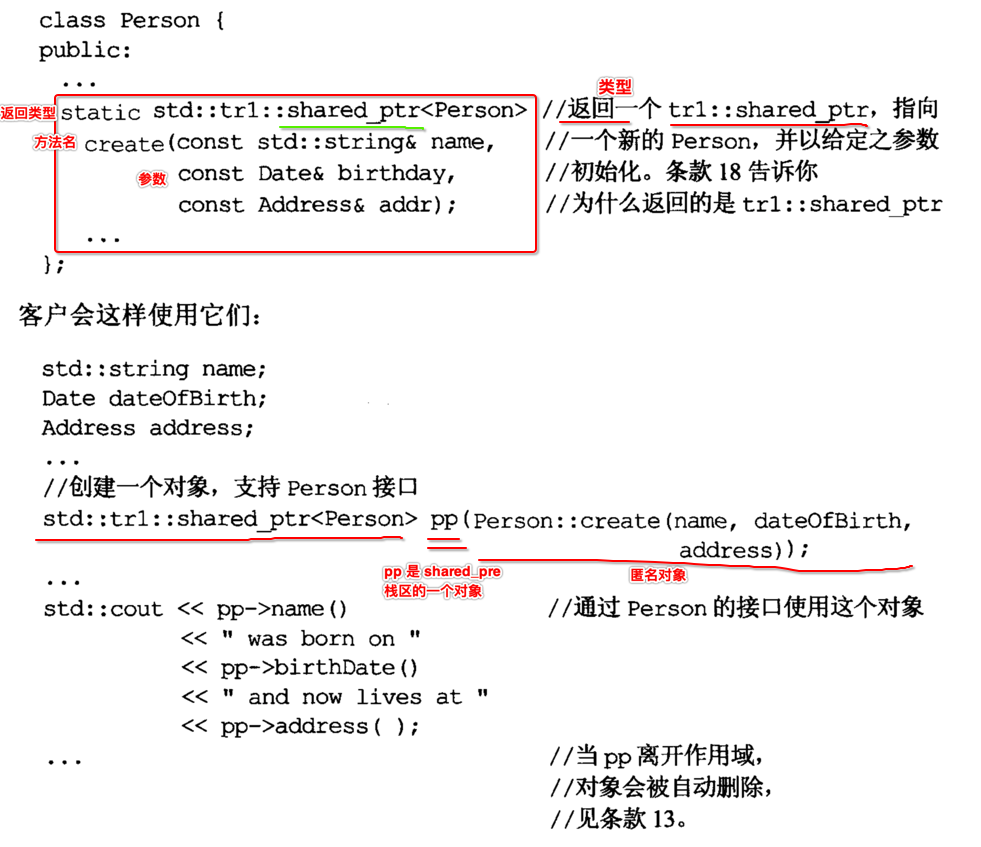 class Person {
public:
...
类型
返回类型 static std::tr1::shared_ptr<Person> //返回一个 tr1::shared_ptr，指向
方法名 create(const std::string& name, //一个新的 Person，并以给定之参数
参数 const Date& birthday, //初始化。条款 18 告诉你
const Address& addr); //为什么返回的是 tr1::shared_ptr
...
};
客户会这样使用它们：
std::string name;
Date dateOfBirth;
Address address;
...
//创建一个对象，支持 Person 接口
std::tr1::shared_ptr<Person> pp(Person::create(name, dateOfBirth,
address));
pp 是 shared_pre
栈区的一个对象
匿名对象
...
std::cout << pp->name() //通过 Person 的接口使用这个对象
<< " was born on "
<< pp->birthDate()
<< " and now lives at "
<< pp->address( );
... //当 pp 离开作用域，
//对象会被自动删除，
//见条款 13。